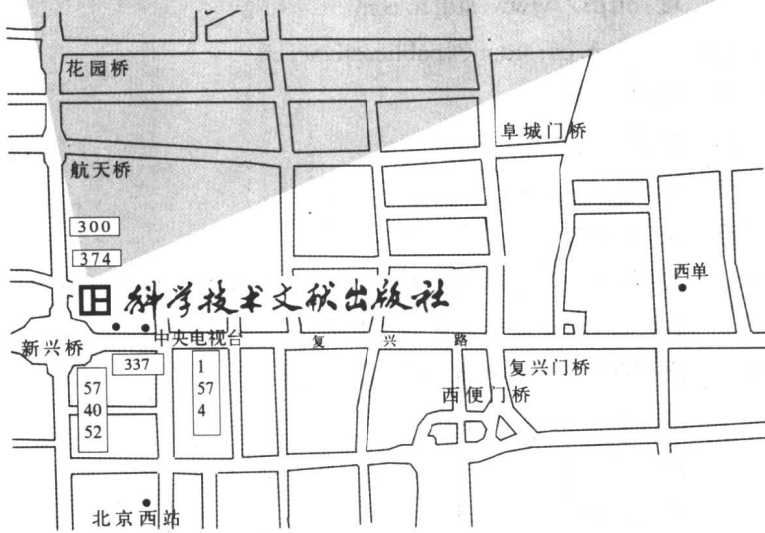 花园桥
阜城门桥
航天桥
300
374
西单
科学技术文献出版社
中央电视台
复兴路
新兴桥
337
1
57
4
复兴门桥
57
40
52
西便门桥
北京西站